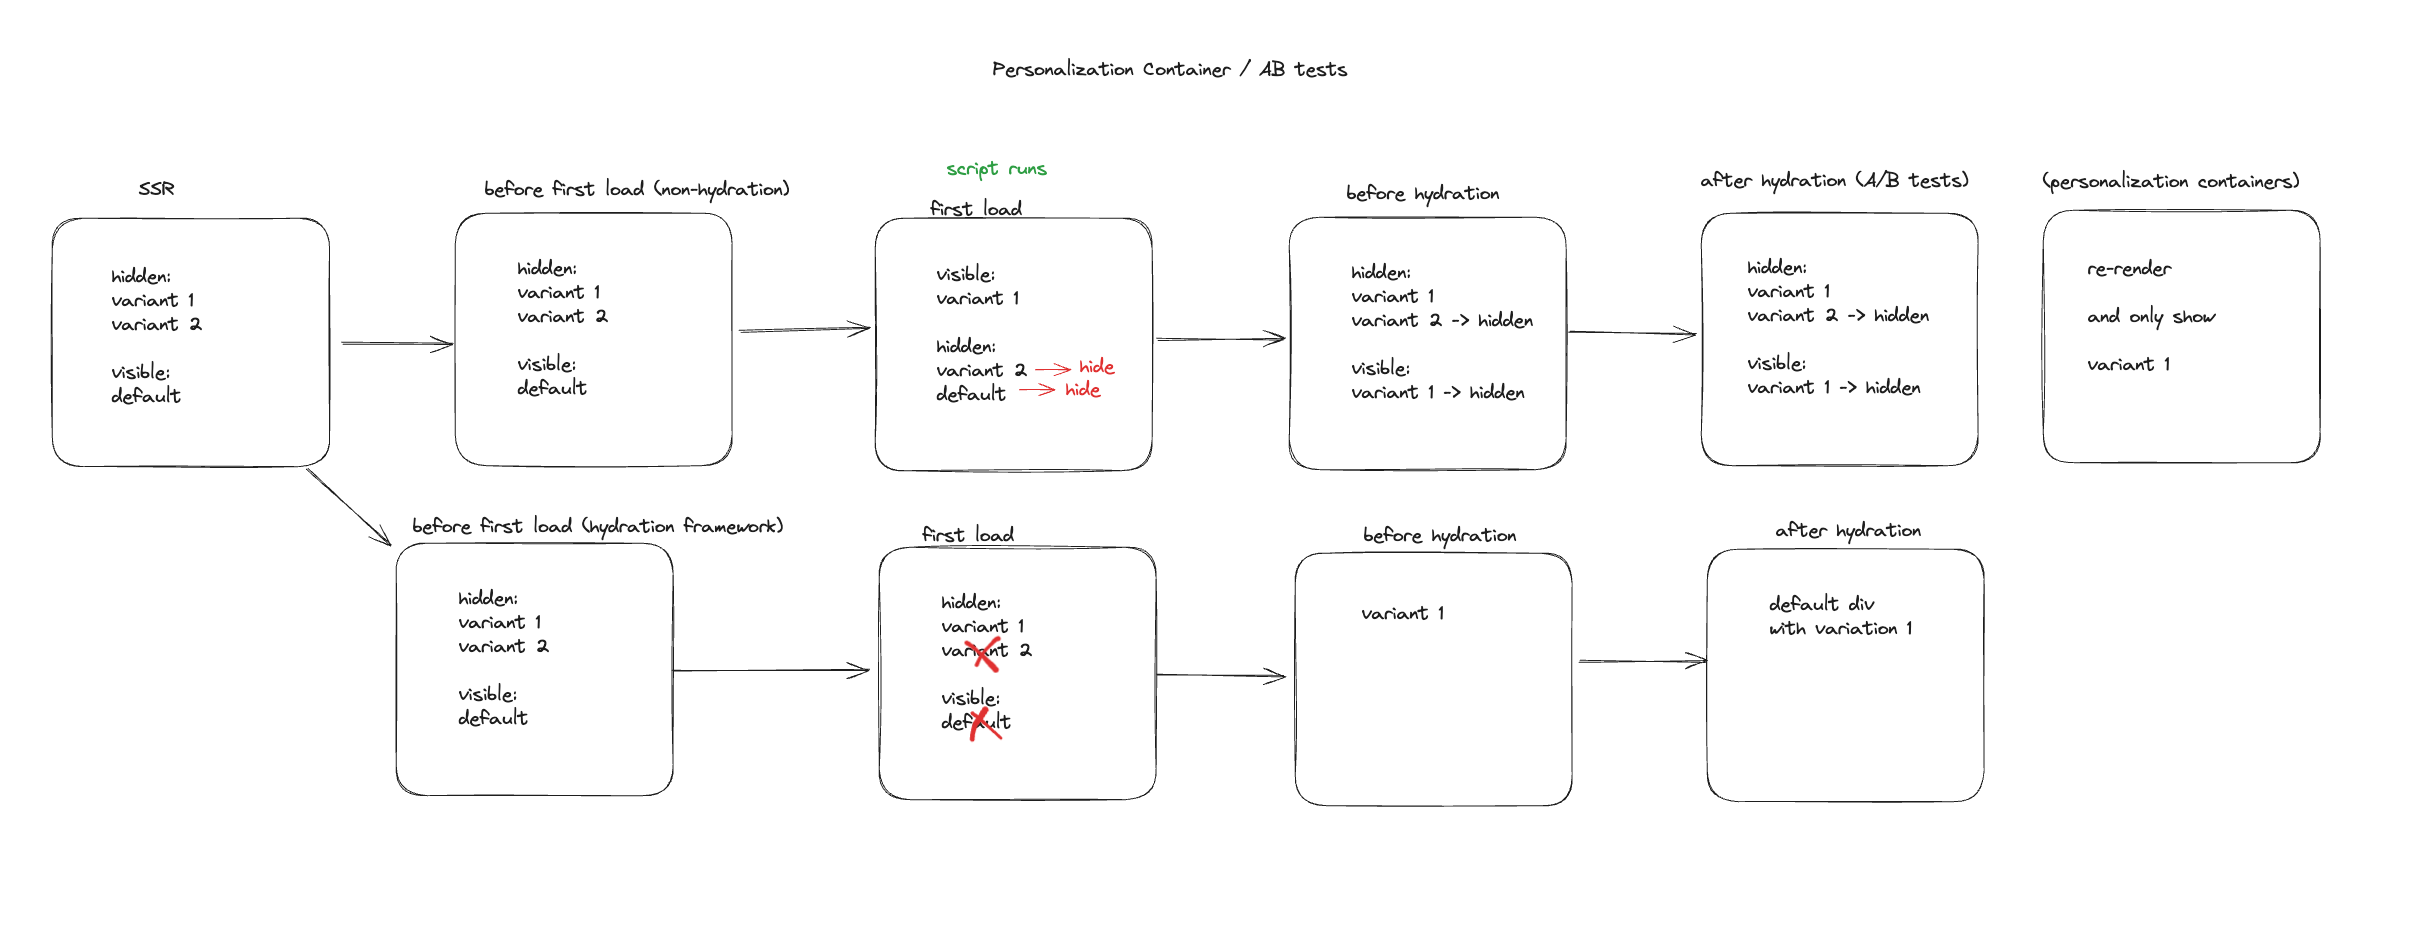 Personalization Container / AB tests
SSR
hidden:
variant 1
variant 2
visible:
default
before first load (non-hydration)
hidden:
variant 1
variant 2
visible:
default
script runs
first load
visible:
variant 1
hidden:
variant 2 hide
default hide
before hydration
hidden:
variant 1
variant 2 -> hidden
visible:
variant 1 -> hidden
after hydration (A/B tests)
hidden:
variant 1
variant 2 -> hidden
visible:
variant 1 -> hidden
(personalization containers)
re-render
and only show
variant 1
before first load (hydration framework)
hidden:
variant 1
variant 2
visible:
default
first load
hidden:
variant 1
variant 2
visible:
default
before hydration
variant 1
after hydration
default div
with variation 1